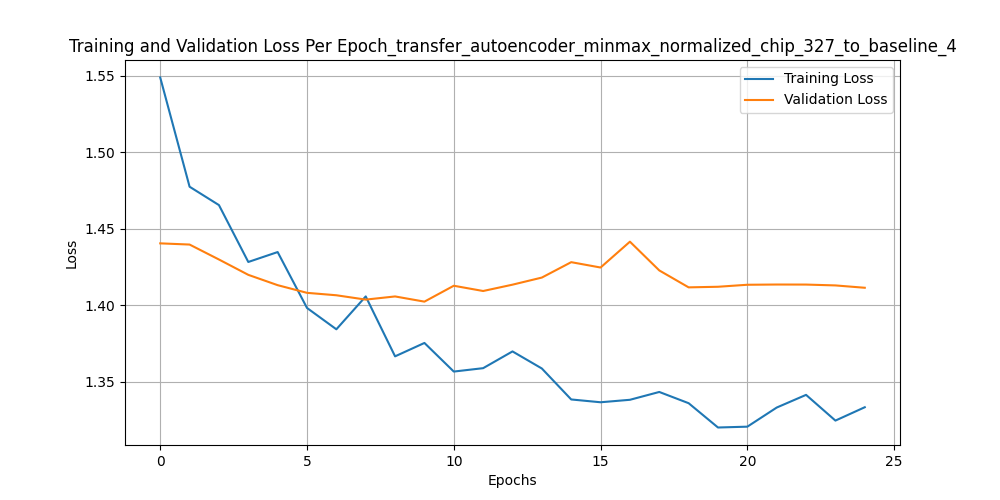 Training and Validation Loss Per Epoch_transfer_autoencoder_minmax_normalized_chip_327_to_baseline_4
Training Loss
Validation Loss
1.55
1.50
1.45
1.40
1.35
Loss
0 5 10 15 20 25
Epochs